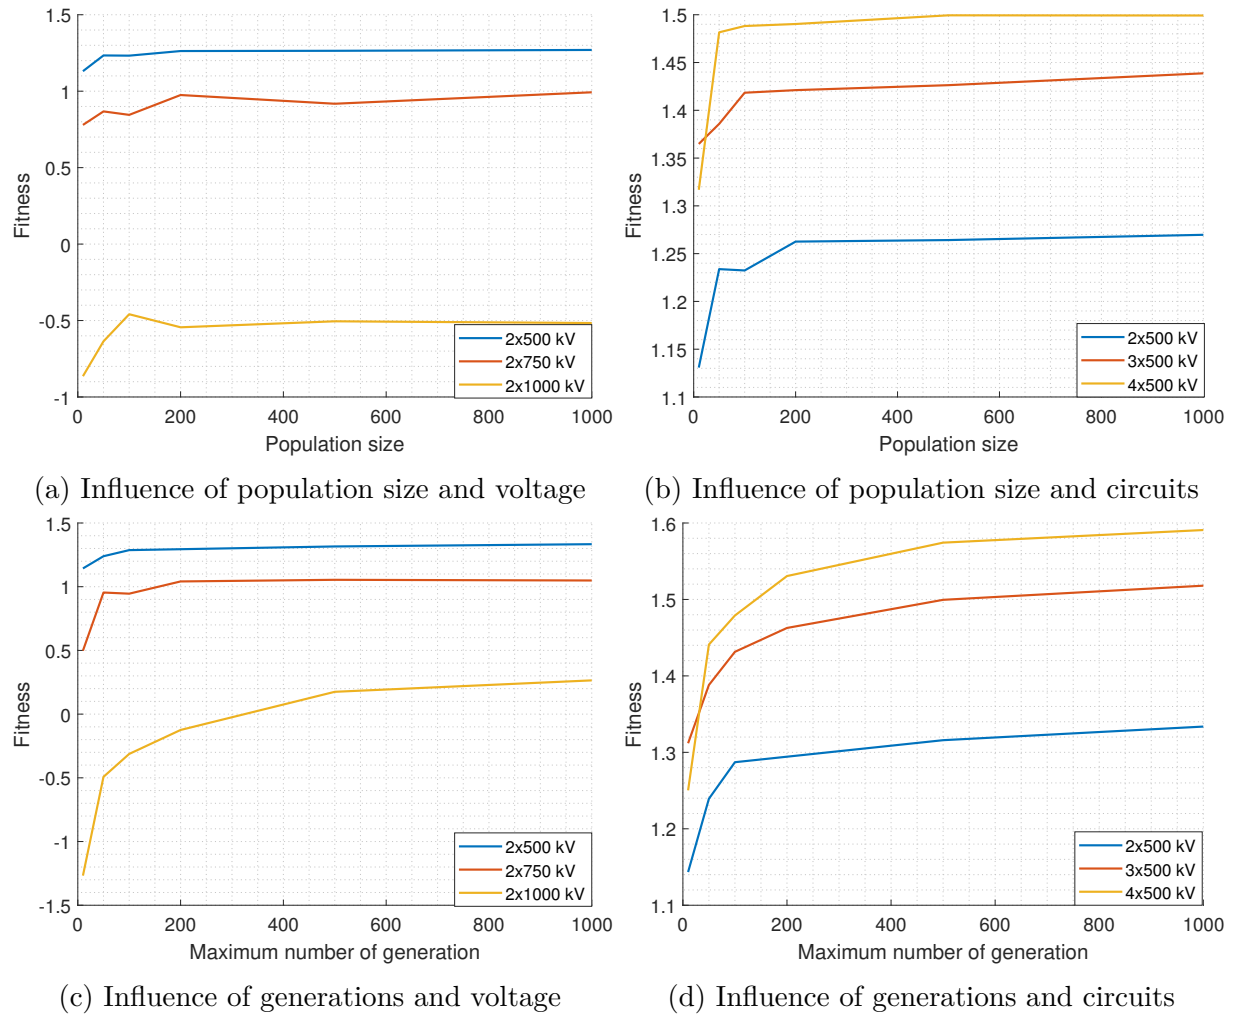 1.5
1
0.5
0
-0.5
-1
Fitness
0 200 400 600 800 1000
Population size
2x500 kV
2x750 kV
2x1000 kV
(a) Influence of population size and voltage
1.5
1.45
1.4
1.35
1.3
1.25
1.2
1.15
1.1
Fitness
0 200 400 600 800 1000
Population size
2x500 kV
3x500 kV
4x500 kV
(b) Influence of population size and circuits
1.5
1
0.5
0
-0.5
-1
-1.5
Fitness
0 200 400 600 800 1000
Maximum number of generation
2x500 kV
2x750 kV
2x1000 kV
(c) Influence of generations and voltage
1.6
1.5
1.4
1.3
1.2
1.1
Fitness
0 200 400 600 800 1000
Maximum number of generation
2x500 kV
3x500 kV
4x500 kV
(d) Influence of generations and circuits